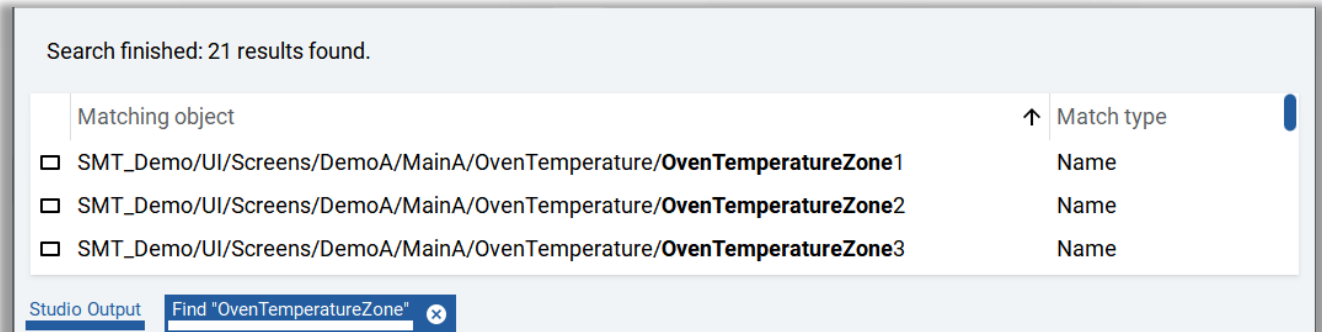 Search finished: 21 results found.
Matching object Match type
SMT_Demo/UI/Screens/DemoA/MainA/OvenTemperature/OvenTemperatureZone1 Name
SMT_Demo/UI/Screens/DemoA/MainA/OvenTemperature/OvenTemperatureZone2 Name
SMT_Demo/UI/Screens/DemoA/MainA/OvenTemperature/OvenTemperatureZone3 Name
Studio Output Find "OvenTemperatureZone"